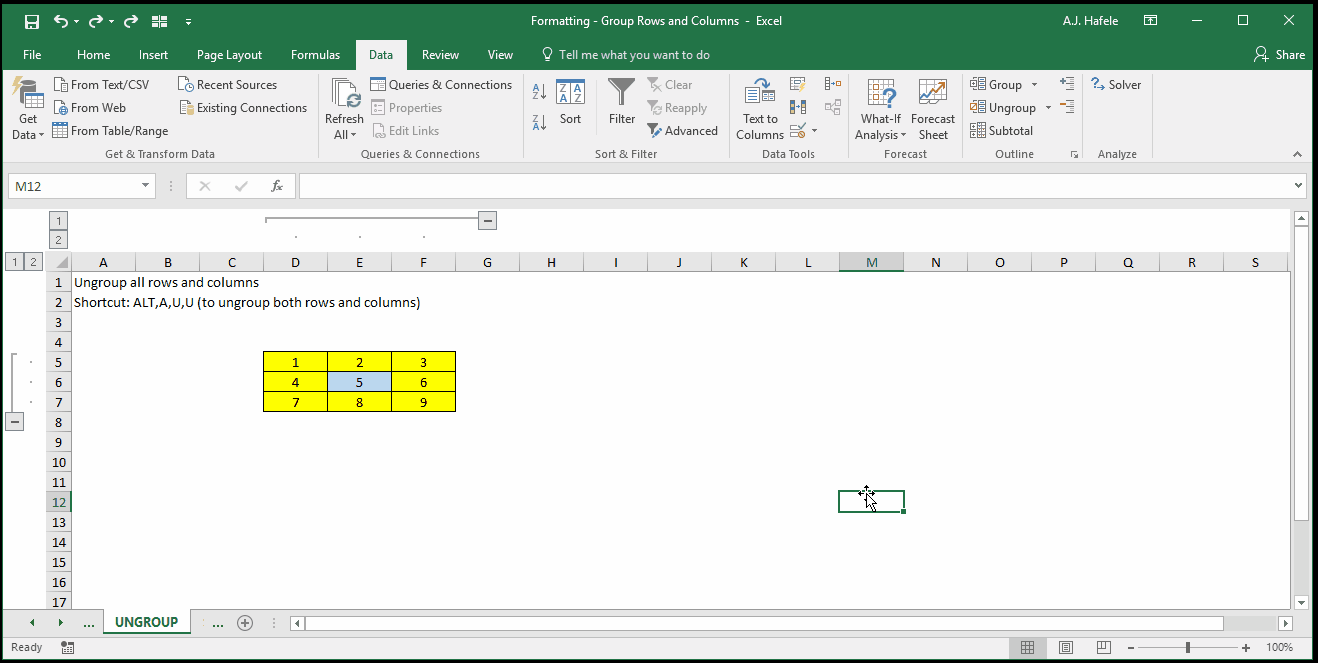 Formatting - Group Rows and Columns - Excel
A.J. Hafele
File Home Insert Page Layout Formulas Data Review View Tell me what you want to do Share
Get Data
From Text/CSV
From Web
From Table/Range
Recent Sources
Existing Connections
Get & Transform Data
Refresh All
Queries & Connections
Properties
Edit Links
Queries & Connections
Sort
Filter
Clear
Reapply
Advanced
Sort & Filter
Text to Columns
Data Tools
What-If Analysis
Forecast Sheet
Forecast
Group
Ungroup
Subtotal
Outline
Solver
Analyze
M12
fx
1
2
1 2
A B C D E F G H I J K L M N O P Q R S
1 Ungroup all rows and columns
2 Shortcut: ALT,A,U,U (to ungroup both rows and columns)
3
4
5 1 2 3
6 4 5 6
7 7 8 9
8
9
10
11
12
13
14
15
16
17
... UNGROUP ...
Ready
100%